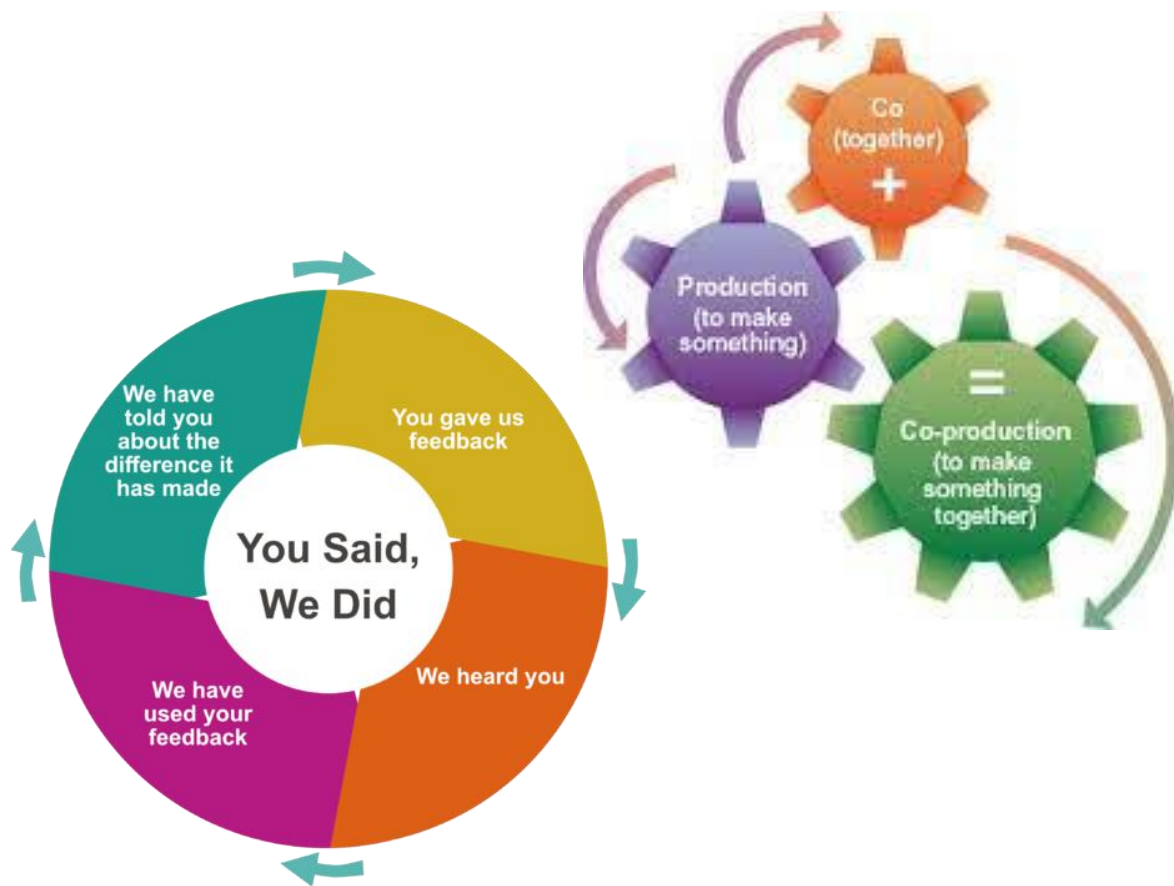 Co
(together)
+
Production
(to make
something)
=
Co-production
(to make
something
together)
You gave us
feedback
We heard you
We have
used your
feedback
We have
told you
about the
difference it
has made
You Said,
We Did